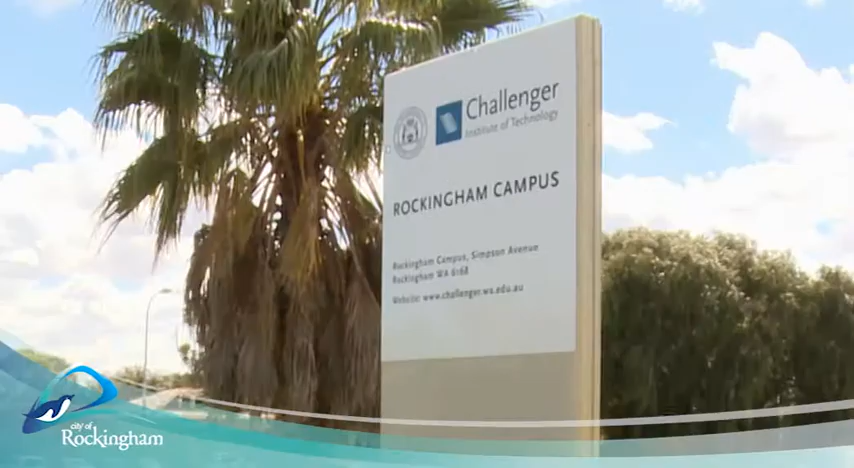 Challenger
Institute of Technology
ROCKINGHAM CAMPUS
Rockingham Campus, Simpson Avenue
Rockingham WA 6168
Website: www.challenger.wa.edu.au
city of
Rockingham